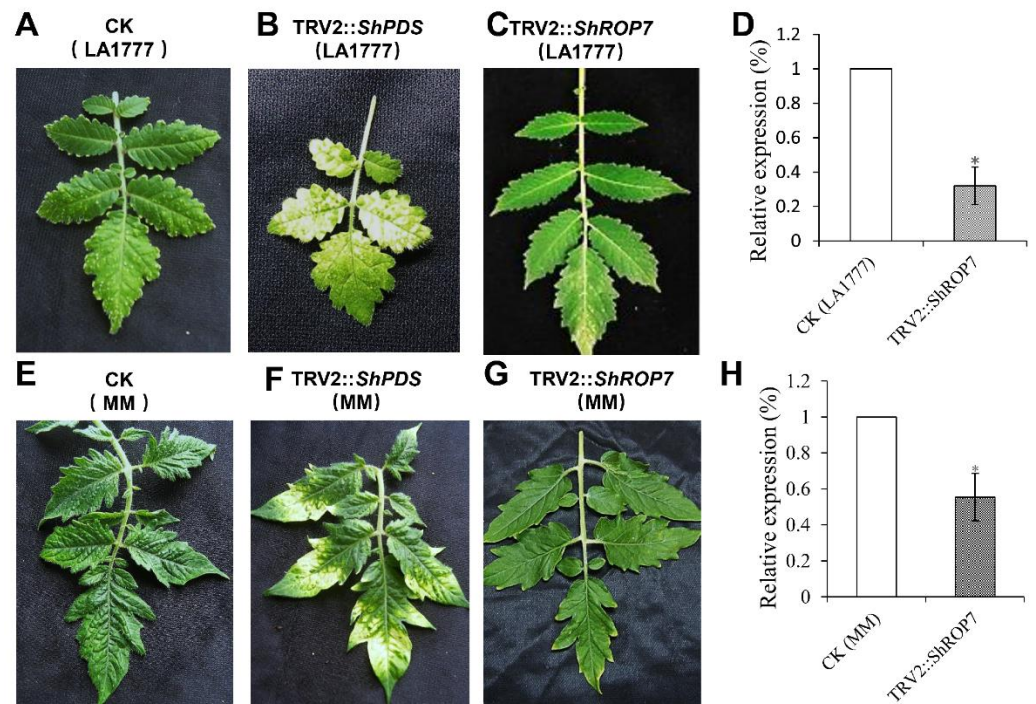 A
CK
( LA1777 )
B
TRV2::ShPDS
(LA1777)
C
TRV2::ShROP7
(LA1777)
D
Relative expression (%)
1.2
1
0.8
0.6
0.4
0.2
0
*
CK (LA1777)
TRV2::ShROP7
E
CK
( MM )
F
TRV2::ShPDS
(MM)
G
TRV2::ShROP7
(MM)
H
Relative expression (%)
1.2
1
0.8
0.6
0.4
0.2
0
*
CK (MM)
TRV2::ShROP7